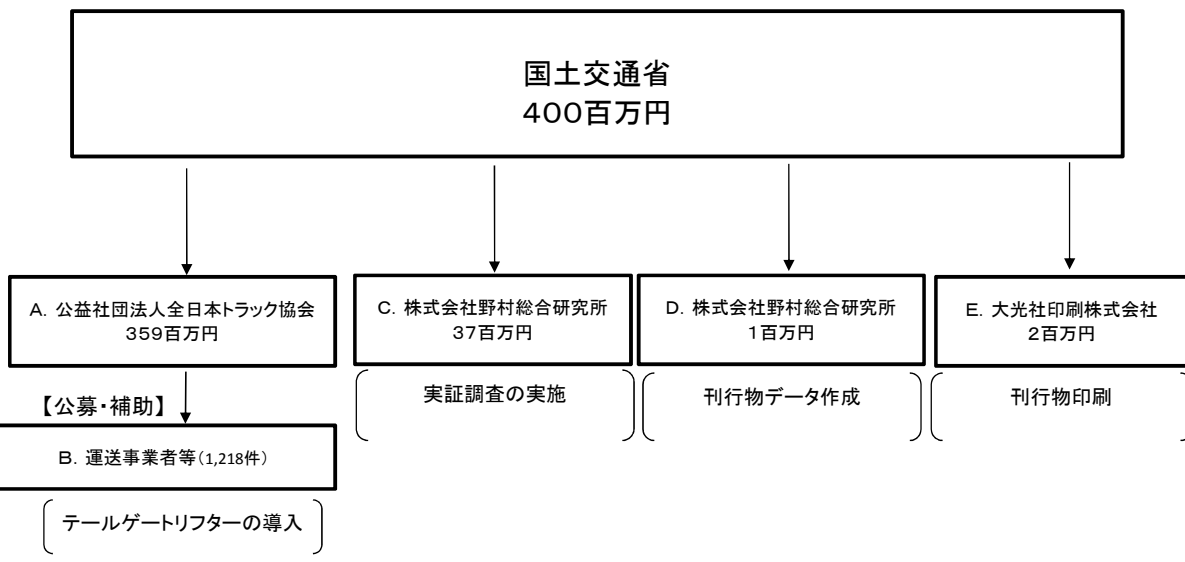 国土交通省
400百万円
A. 公益社団法人全日本トラック協会
359百万円
C. 株式会社野村総合研究所
37百万円
D. 株式会社野村総合研究所
1百万円
E. 大光社印刷株式会社
2百万円
実証調査の実施
刊行物データ作成
刊行物印刷
【公募・補助】
B. 運送事業者等(1,218件)
テールゲートリフターの導入